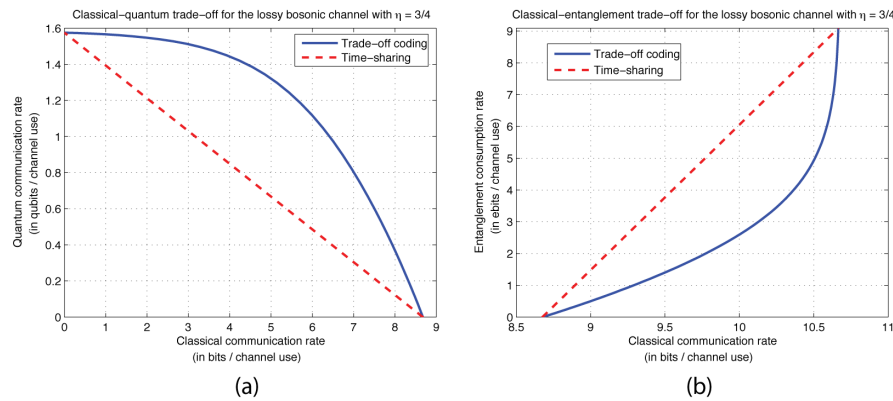 Classical−quantum trade−off for the lossy bosonic channel with η = 3/4
1.6
1.4
1.2
1
0.8
0.6
0.4
0.2
0
Quantum communication rate
(in qubits / channel use)
Trade−off coding
Time−sharing
0 1 2 3 4 5 6 7 8 9
Classical communication rate
(in bits / channel use)
(a)
Classical−entanglement trade−off for the lossy bosonic channel with η = 3/4
9
8
7
6
5
4
3
2
1
0
Entanglement consumption rate
(in ebits / channel use)
Trade−off coding
Time−sharing
8.5 9 9.5 10 10.5 11
Classical communication rate
(in bits / channel use)
(b)